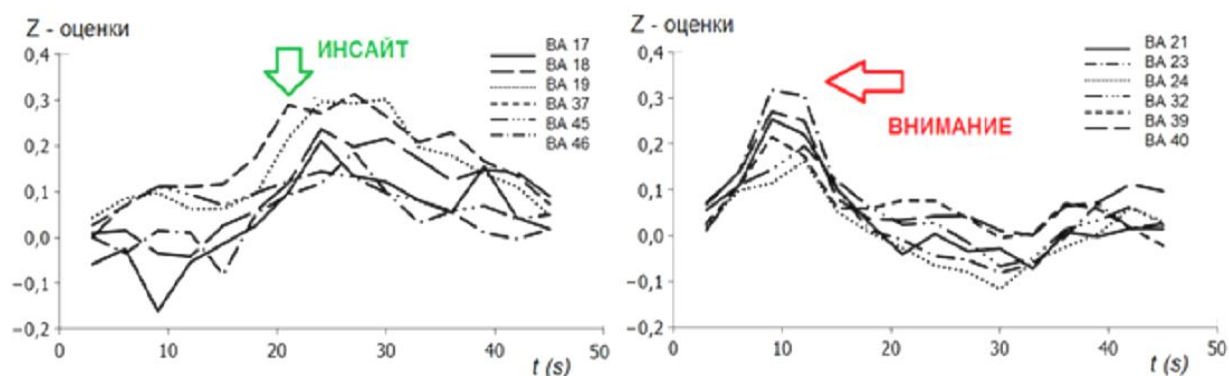 Z - оценки
0,4
0,3
0,2
0,1
0,0
−0,1
−0,2
0
10
20
30
40
50
t (s)
ИНСАЙТ
BA 17
BA 18
BA 19
BA 37
BA 45
BA 46
Z - оценки
0,4
0,3
0,2
0,1
0,0
−0,1
−0,2
0
10
20
30
40
50
t (s)
ВНИМАНИЕ
BA 21
BA 23
BA 24
BA 32
BA 39
BA 40